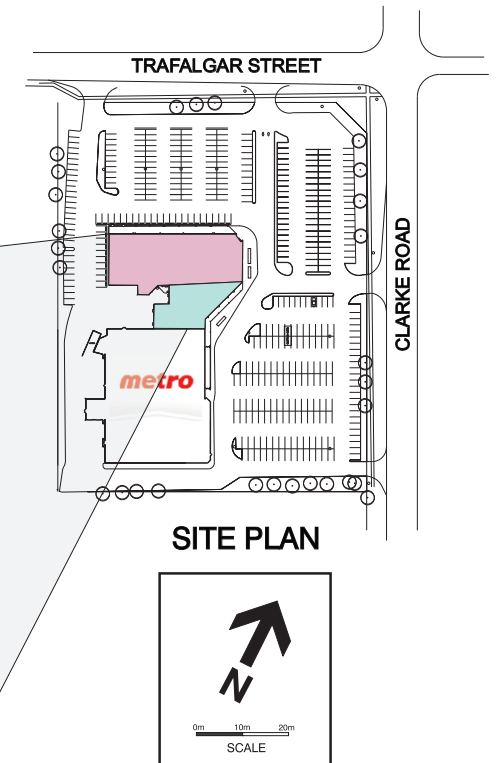 TRAFALGAR STREET
CLARKE ROAD
metro
SITE PLAN
N
0m 10m 20m
SCALE